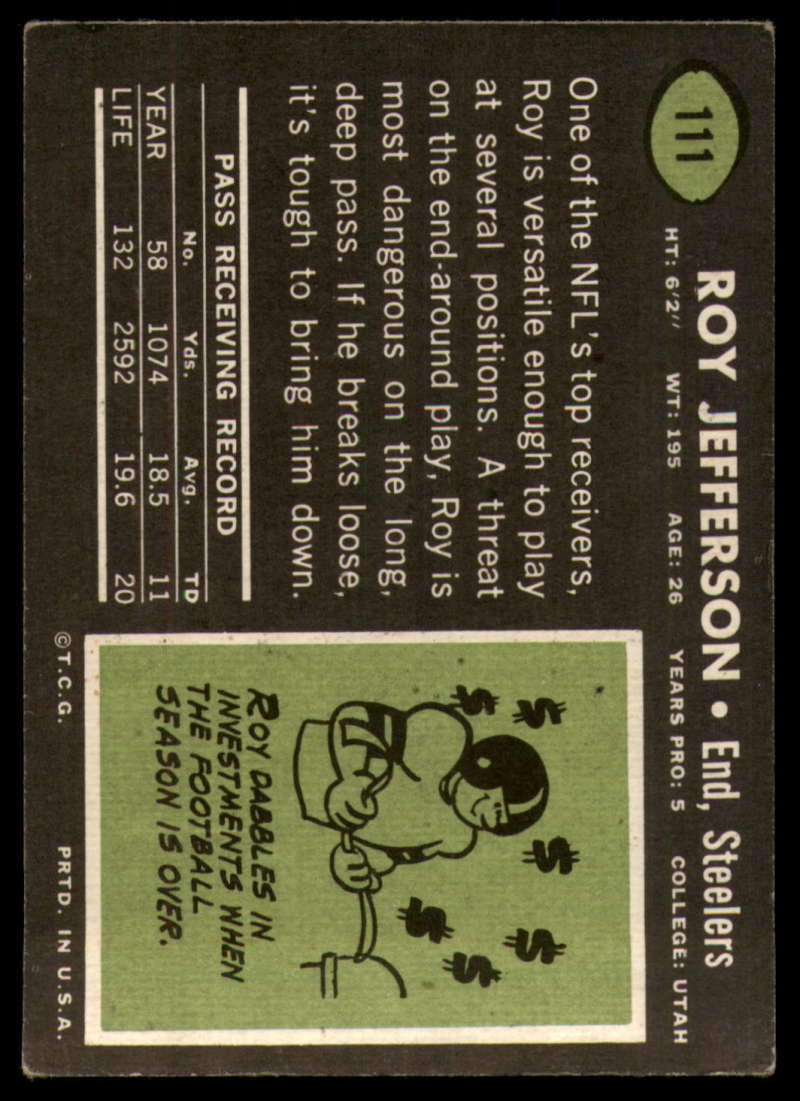 111
ROY JEFFERSON • End, Steelers
HT: 6'2" WT: 195 AGE: 26 YEARS PRO: 5 COLLEGE: UTAH
One of the NFL's top receivers,
Roy is versatile enough to play
at several positions. A threat
on the end-around play, Roy is
most dangerous on the long,
deep pass. If he breaks loose,
it's tough to bring him down.
PASS RECEIVING RECORD
No. Yds. Avg. TD
YEAR 58 1074 18.5 11
LIFE 132 2592 19.6 20
$ $ $ $ $ $
ROY DABBLES IN
INVESTMENTS WHEN
THE FOOTBALL
SEASON IS OVER.
©T.C.G. PRTD. IN U.S.A.